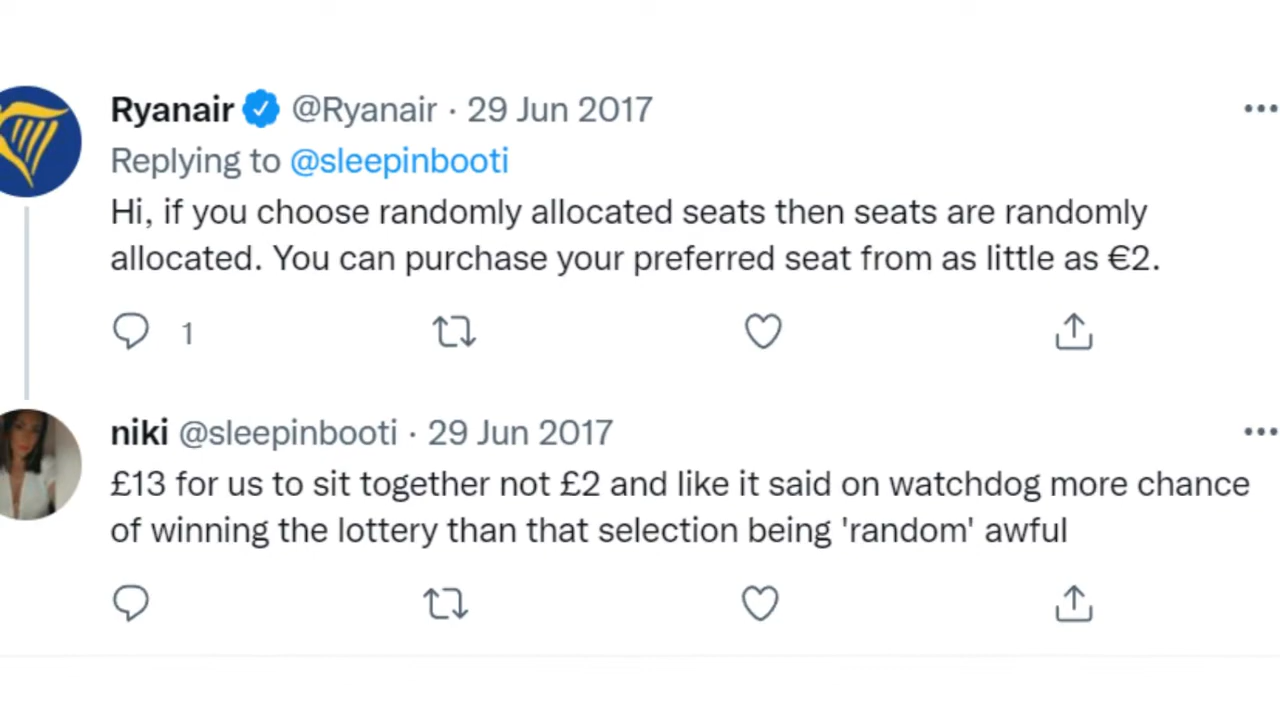 Ryanair @Ryanair · 29 Jun 2017
Replying to @sleepinbooti
Hi, if you choose randomly allocated seats then seats are randomly
allocated. You can purchase your preferred seat from as little as €2.
1
niki @sleepinbooti · 29 Jun 2017
£13 for us to sit together not £2 and like it said on watchdog more chance
of winning the lottery than that selection being 'random' awful